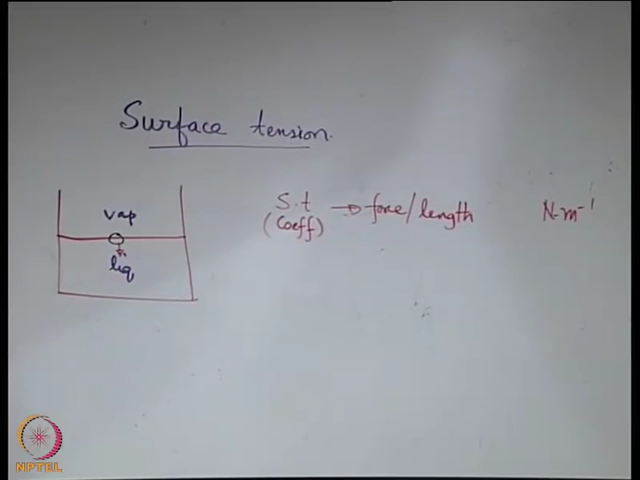 Surface tension.
vap
liq
S.t → force/length N-m⁻¹
(Coeff)
NPTEL